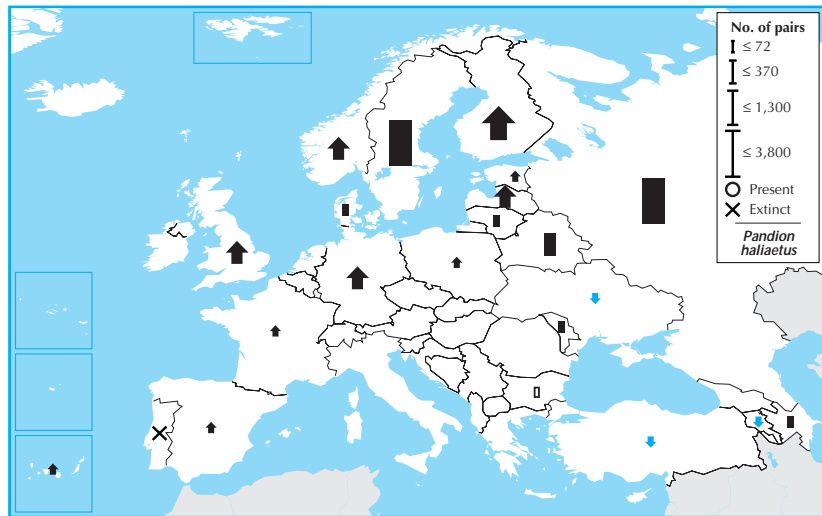 No. of pairs
≤ 72
≤ 370
≤ 1,300
≤ 3,800
Present
Extinct
Pandion
haliaetus